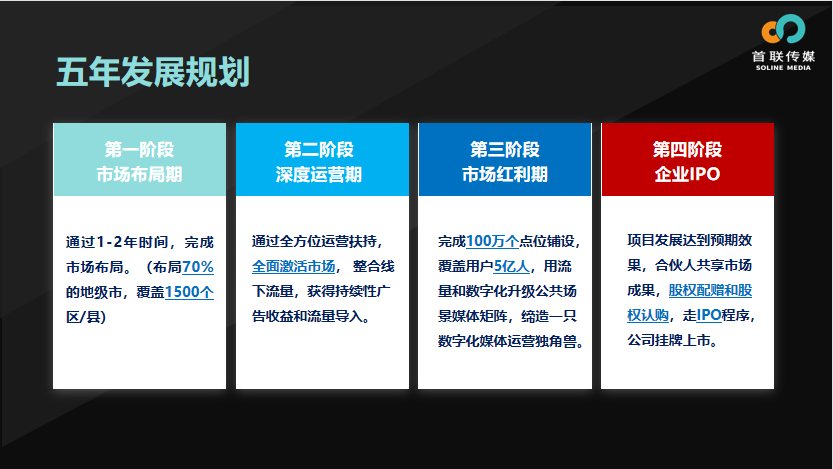 首联传媒
SOLINE MEDIA
五年发展规划
第一阶段
市场布局期
通过1-2年时间，完成
市场布局。（布局70%
的地级市，覆盖1500个
区/县）
第二阶段
深度运营期
通过全方位运营扶持，
全面激活市场， 整合线
下流量，获得持续性广
告收益和流量导入。
第三阶段
市场红利期
完成100万个点位铺设，
覆盖用户5亿人，用流
量和数字化升级公共场
景媒体矩阵，缔造一只
数字化媒体运营独角兽。
第四阶段
企业IPO
项目发展达到预期效
果，合伙人共享市场
成果，股权配赠和股
权认购，走IPO程序，
公司挂牌上市。